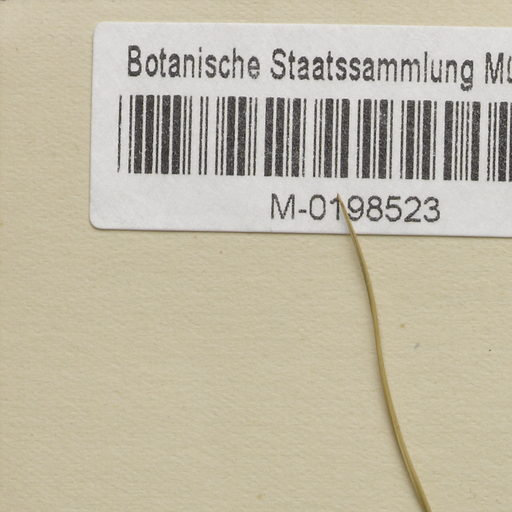 Botanische Staatssammlung
M-0198523